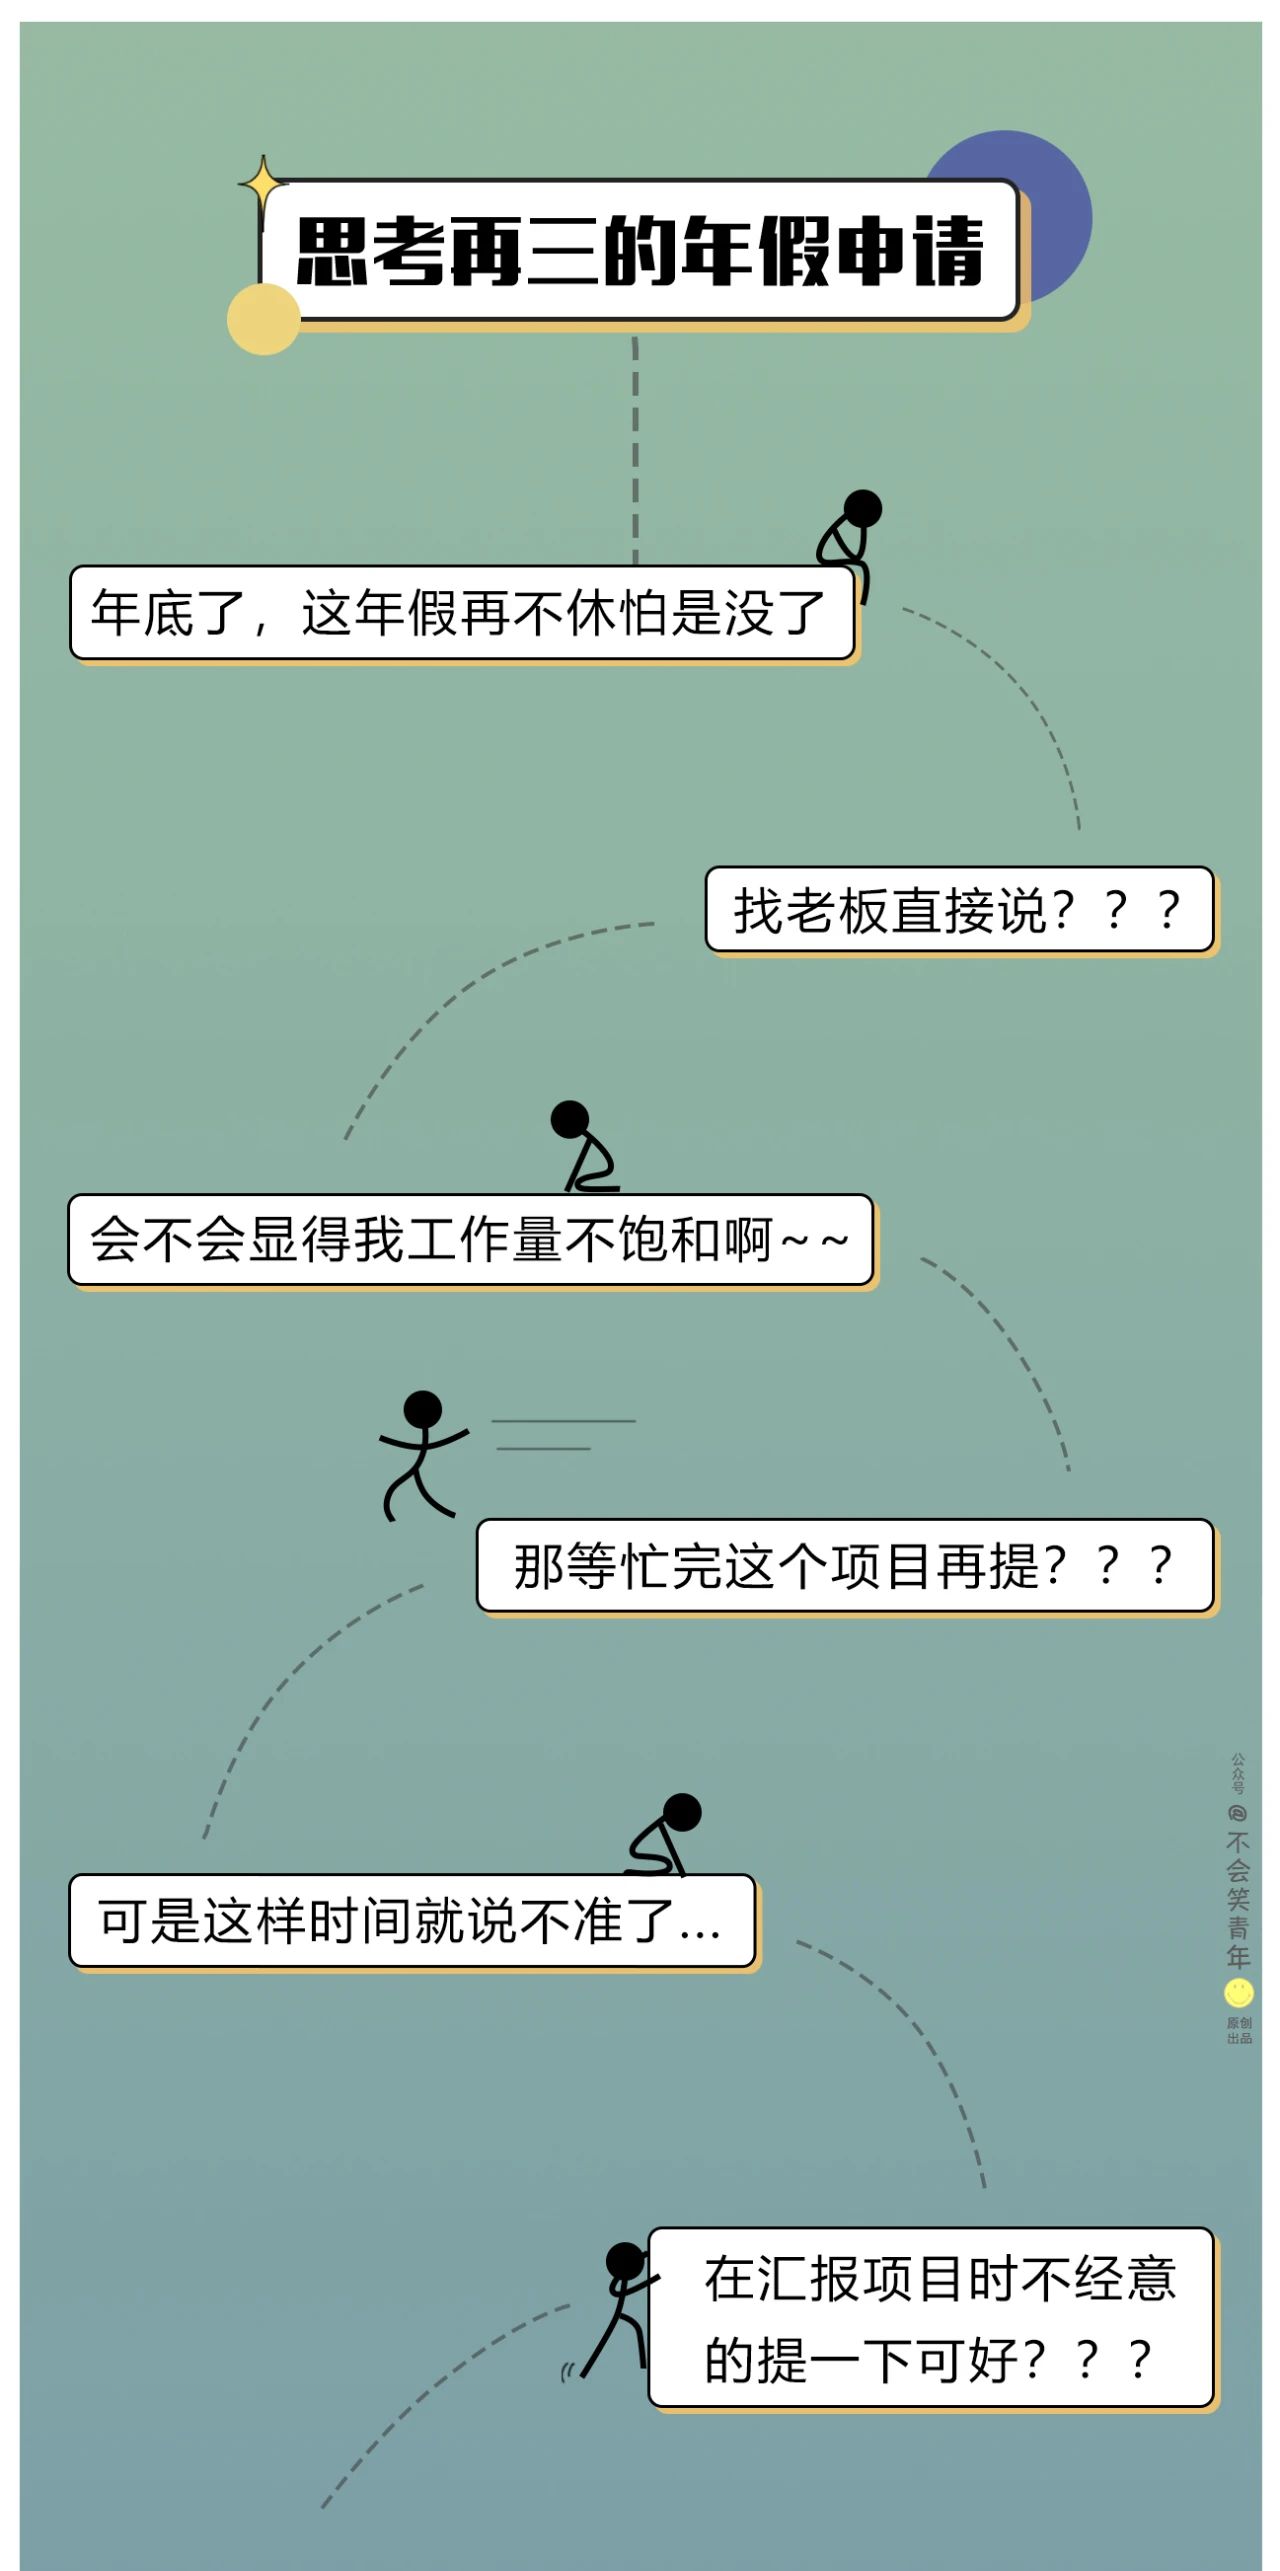 思考再三的年假申请
年底了，这年假再不休怕是没了
找老板直接说？？？
会不会显得我工作量不饱和啊~~
那等忙完这个项目再提？？？
可是这样时间就说不准了...
在汇报项目时不经意
的提一下可好？？？
公众号
@不会笑青年
原创
出品